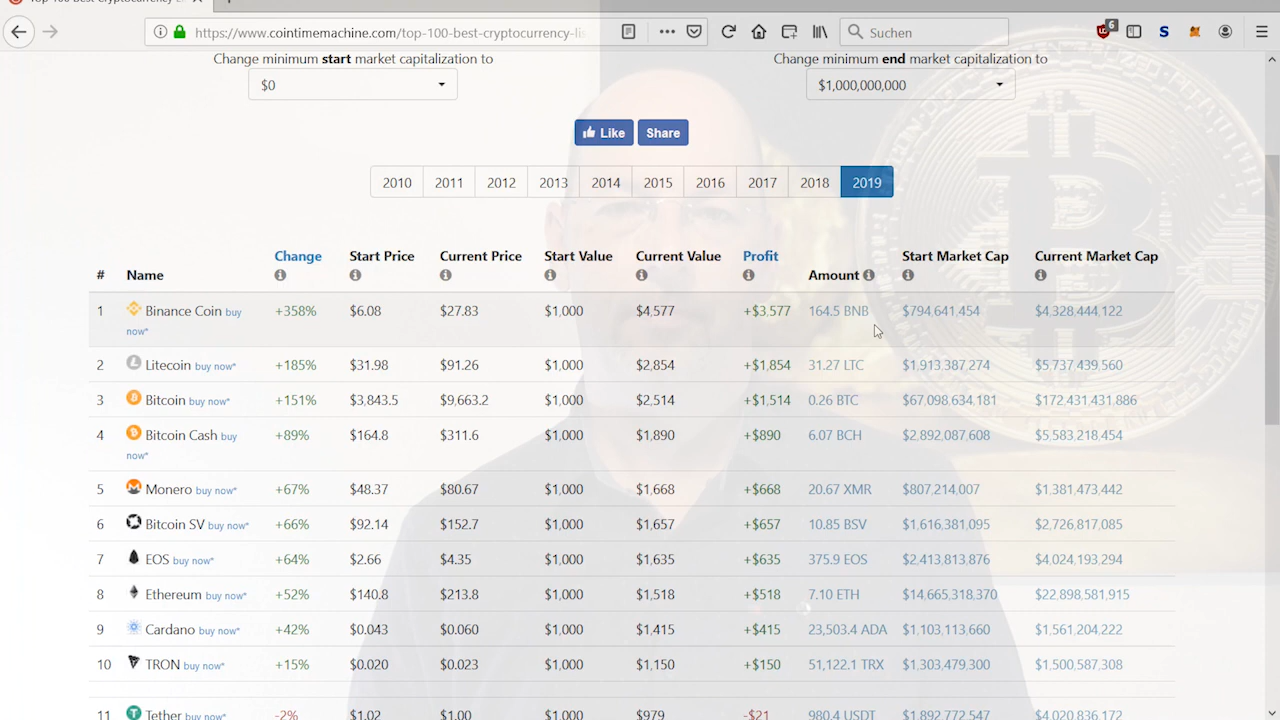 https://www.cointimemachine.com/top-100-best-cryptocurrency-li
Suchen
6
Change minimum start market capitalization to
Change minimum end market capitalization to
$0
$1,000,000,000
Like Share
2010 2011 2012 2013 2014 2015 2016 2017 2018 2019
# Name Change Start Price Current Price Start Value Current Value Profit Amount Start Market Cap Current Market Cap
1 Binance Coin buy now* +358% $6.08 $27.83 $1,000 $4,577 +$3,577 164.5 BNB $794,641,454 $4,328,444,122
2 Litecoin buy now* +185% $31.98 $91.26 $1,000 $2,854 +$1,854 31.27 LTC $1,913,387,274 $5,737,439,560
3 Bitcoin buy now* +151% $3,843.5 $9,663.2 $1,000 $2,514 +$1,514 0.26 BTC $67,098,634,181 $172,431,431,886
4 Bitcoin Cash buy now* +89% $164.8 $311.6 $1,000 $1,890 +$890 6.07 BCH $2,892,087,608 $5,583,218,454
5 Monero buy now* +67% $48.37 $80.67 $1,000 $1,668 +$668 20.67 XMR $807,214,007 $1,381,473,442
6 Bitcoin SV buy now* +66% $92.14 $152.7 $1,000 $1,657 +$657 10.85 BSV $1,616,381,095 $2,726,817,085
7 EOS buy now* +64% $2.66 $4.35 $1,000 $1,635 +$635 375.9 EOS $2,413,813,876 $4,024,193,294
8 Ethereum buy now* +52% $140.8 $213.8 $1,000 $1,518 +$518 7.10 ETH $14,665,318,370 $22,898,581,915
9 Cardano buy now* +42% $0.043 $0.060 $1,000 $1,415 +$415 23,503.4 ADA $1,103,113,660 $1,561,204,222
10 TRON buy now* +15% $0.020 $0.023 $1,000 $1,150 +$150 51,122.1 TRX $1,303,479,300 $1,500,587,308
11 Tether buy now* -2% $1.02 $1.00 $1,000 $979 -$21 980.4 USDT $1,892,772,547 $4,020,836,172